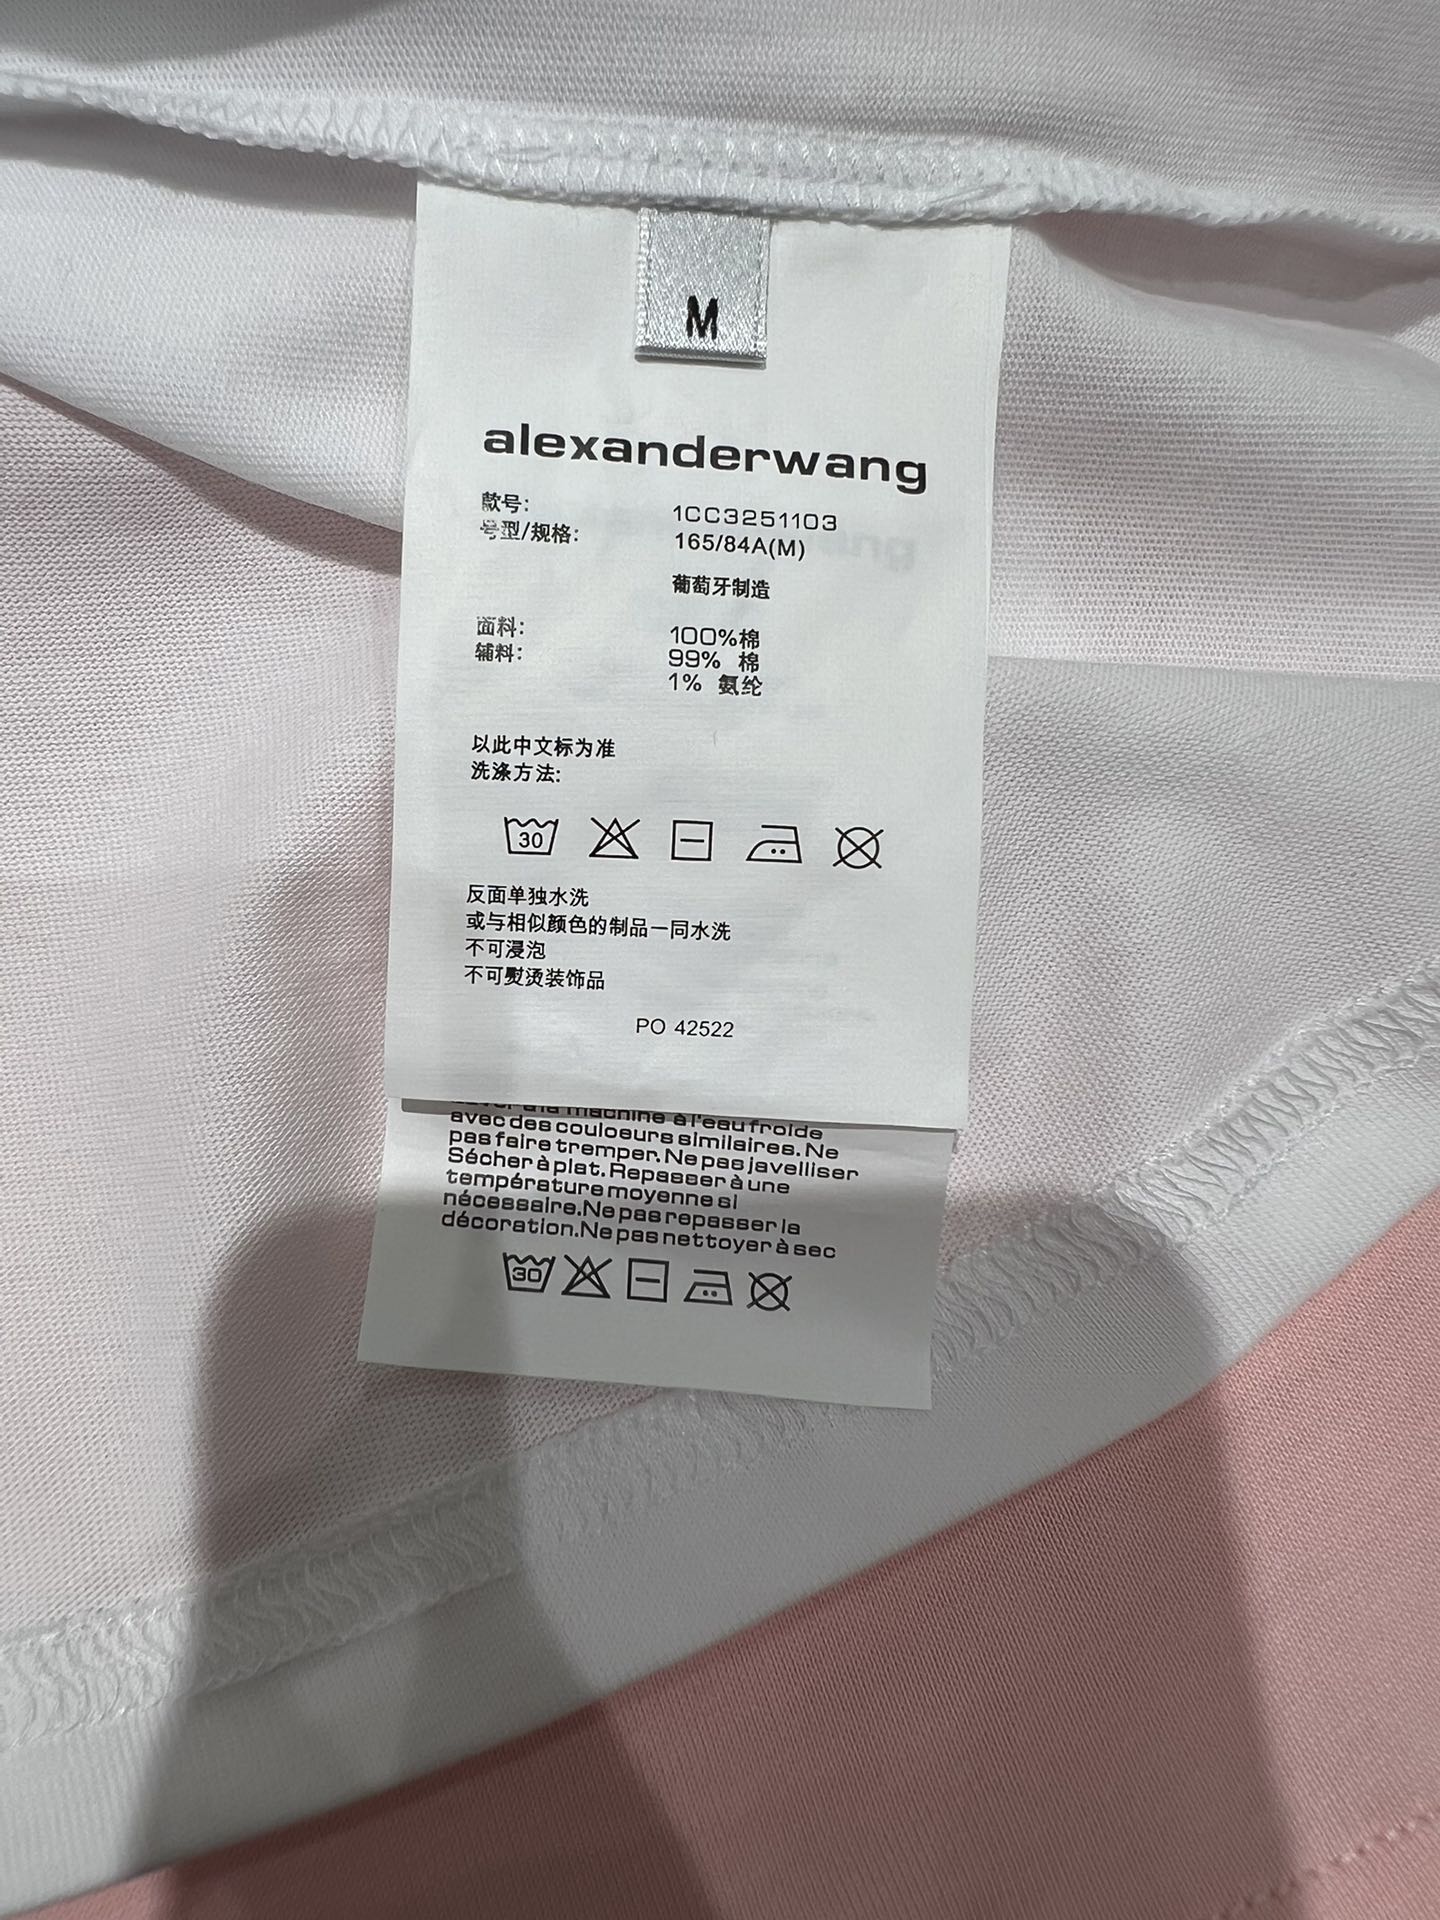 M
alexanderwang
款号: 1CC3251103
号型/规格: 165/84A(M)
葡萄牙制造
面料: 100%棉
辅料: 99% 棉
1% 氨纶
以此中文标为准
洗涤方法:
30
反面单独水洗
或与相似颜色的制品一同水洗
不可浸泡
不可熨烫装饰品
PO 42522
à la machine à l'eau froide
avec des couloeurs similaires. Ne
pas faire tremper. Ne pas javelliser
Sécher à plat. Repasser à une
température moyenne si
nécessaire. Ne pas repasser la
décoration. Ne pas nettoyer à sec
30